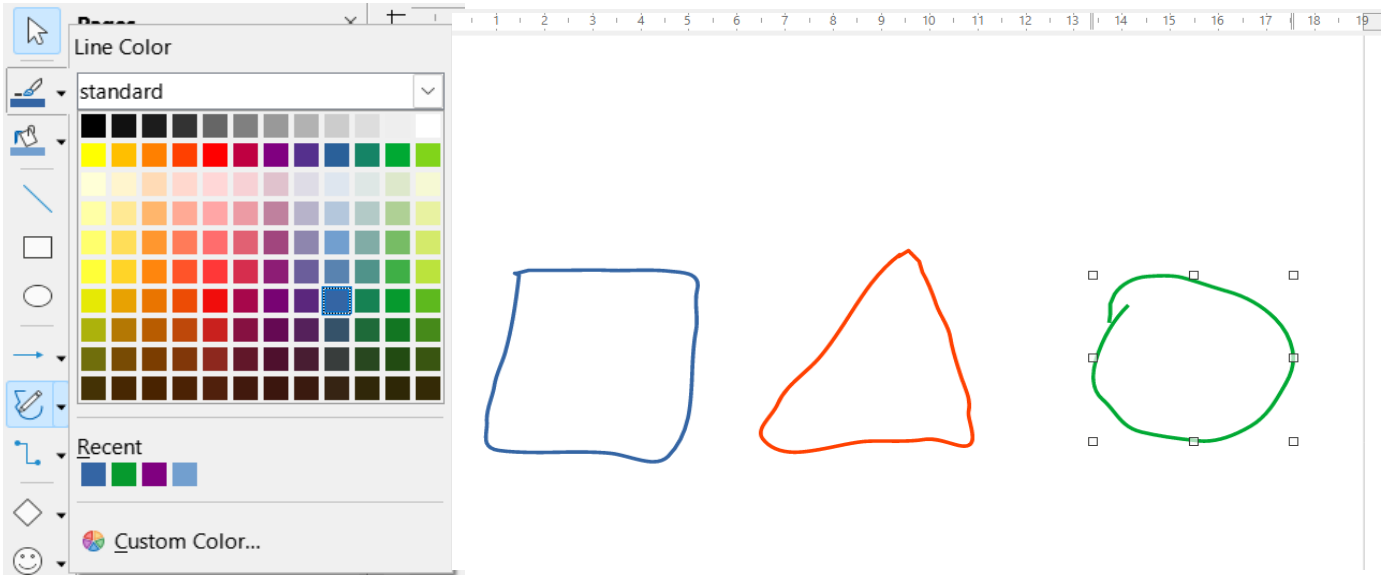 Pages
Line Color
standard
Recent
Custom Color...
1 2 3 4 5 6 7 8 9 10 11 12 13 14 15 16 17 18 19